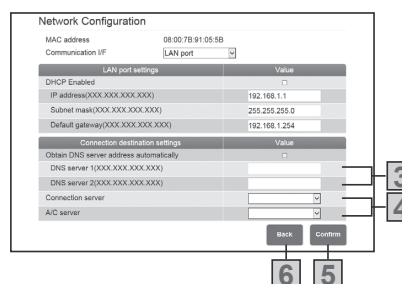 Network Configuration
MAC address 08:00:7B:91:05:5B
Communication I/F LAN port
LAN port settings Value
DHCP Enabled
IP address(XXX.XXX.XXX.XXX) 192.168.1.1
Subnet mask(XXX.XXX.XXX.XXX) 255.255.255.0
Default gateway(XXX.XXX.XXX.XXX) 192.168.1.254
Connection destination settings Value
Obtain DNS server address automatically
DNS server 1(XXX.XXX.XXX.XXX)
3
DNS server 2(XXX.XXX.XXX.XXX)
Connection server
4
A/C server
Back Confirm
6 5